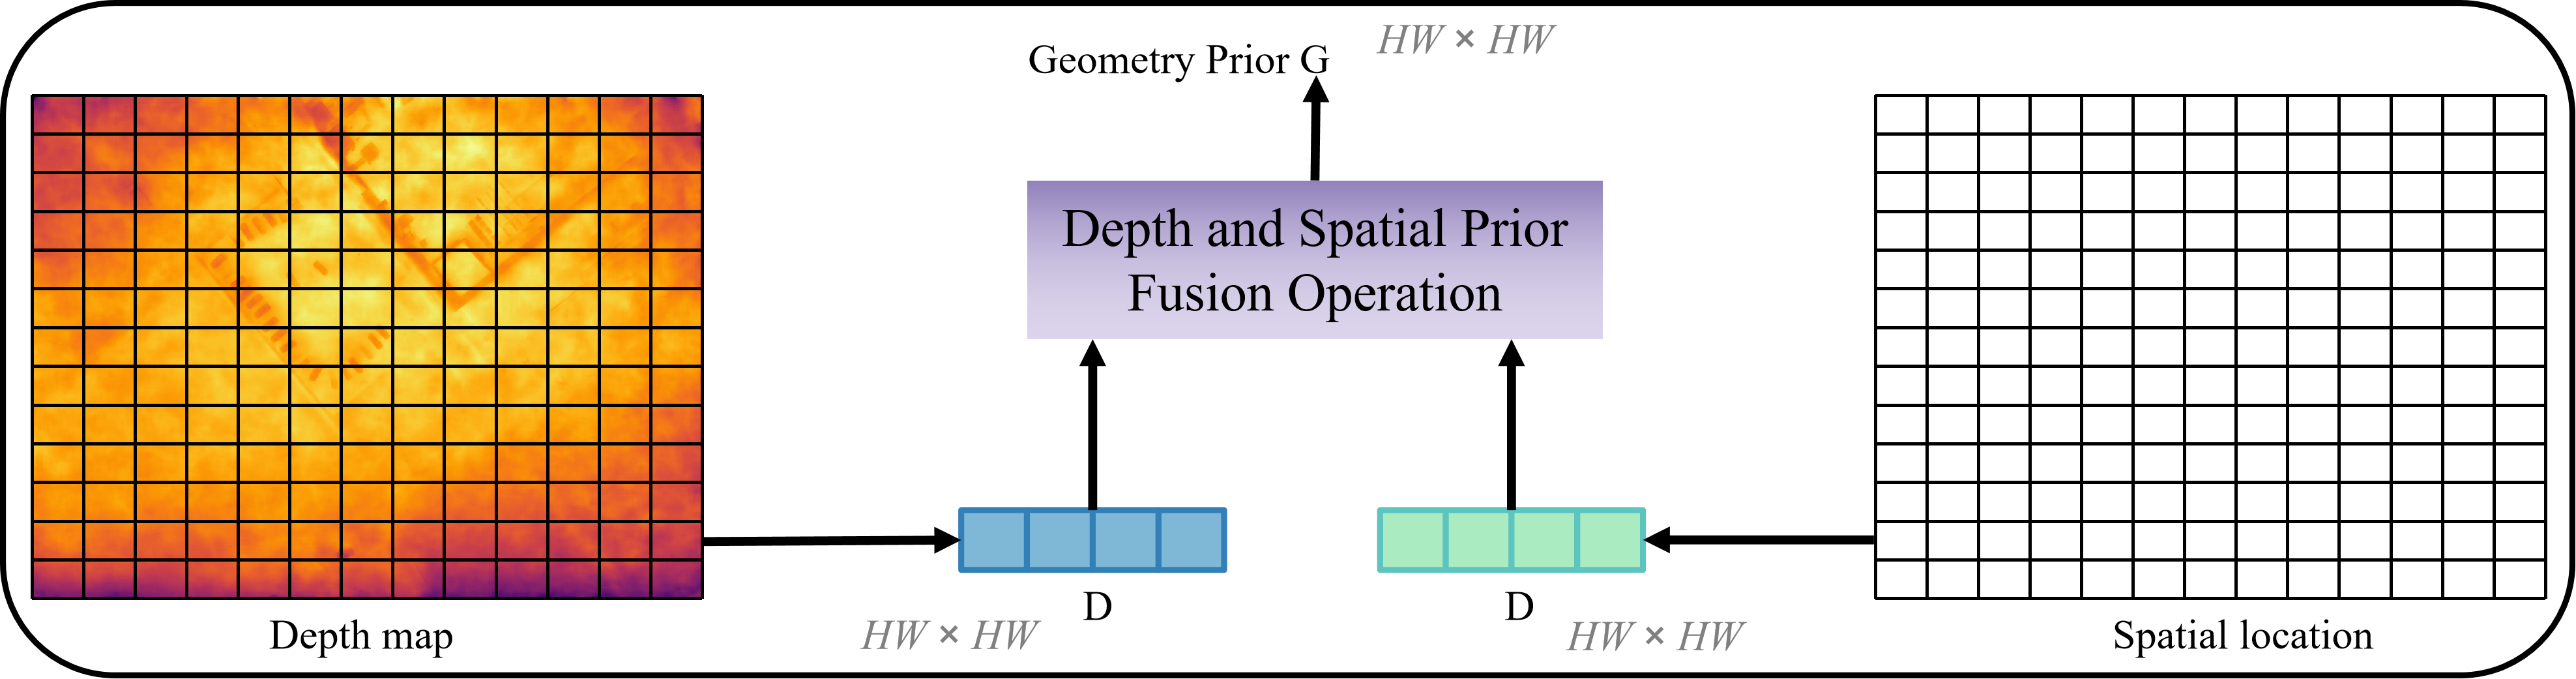 HW × HW
Geometry Prior G
Depth and Spatial Prior
Fusion Operation
D
D
HW × HW
HW × HW
Depth map
Spatial location